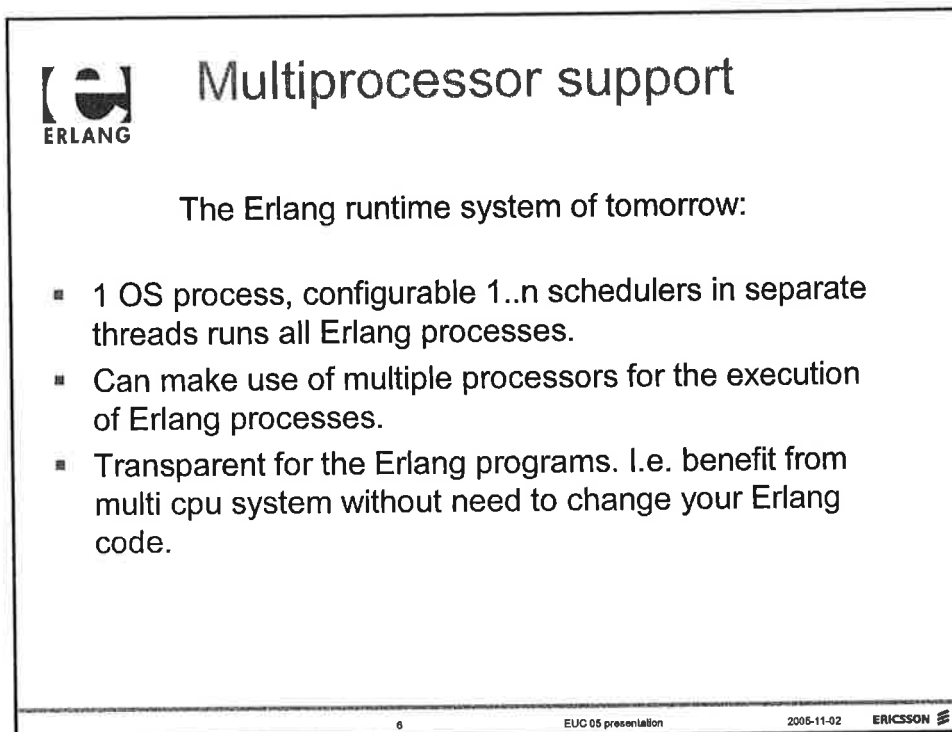 ERLANG
Multiprocessor support
The Erlang runtime system of tomorrow:
▪ 1 OS process, configurable 1..n schedulers in separate
threads runs all Erlang processes.
▪ Can make use of multiple processors for the execution
of Erlang processes.
▪ Transparent for the Erlang programs. I.e. benefit from
multi cpu system without need to change your Erlang
code.
6
EUC 05 presentation
2005-11-02
ERICSSON